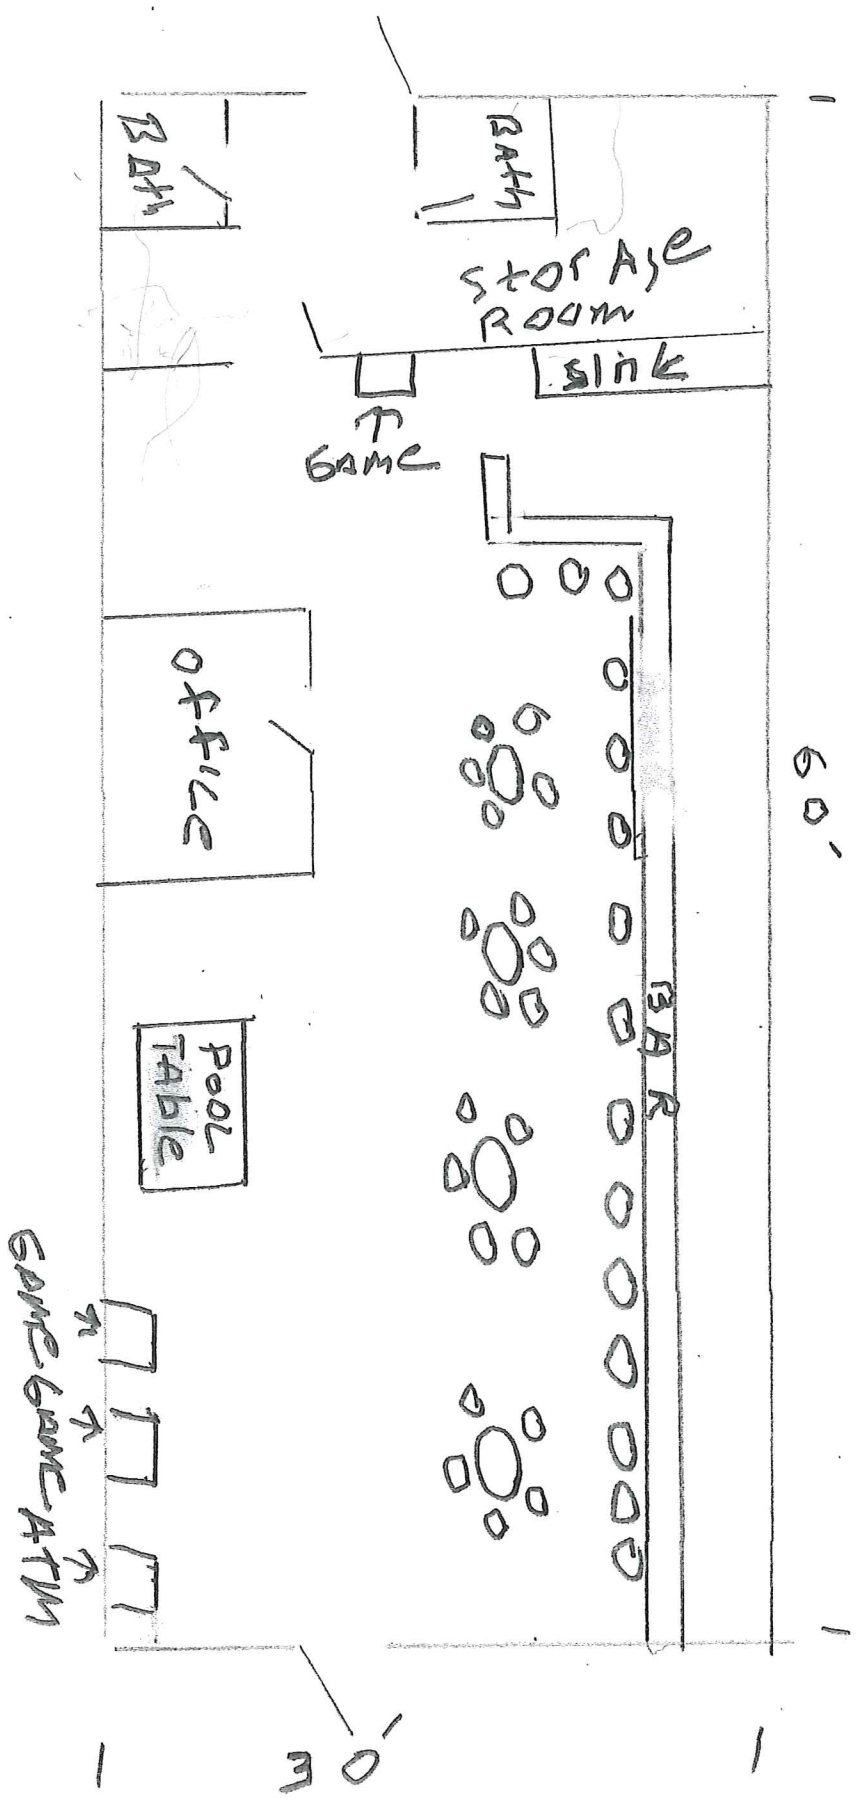 BAth
BAth
StorAge
ROOM
sink
GAME
60'
OffICe
BAR
POOL
TAble
GAME-GAME-ATM
30'